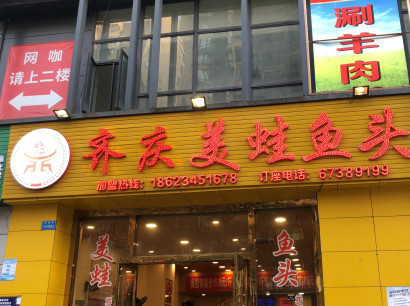 网咖
请上二楼
涮羊肉
齐庆美蛙鱼头
加盟热线：18623451678 订座电话：67389199
美蛙
鱼头